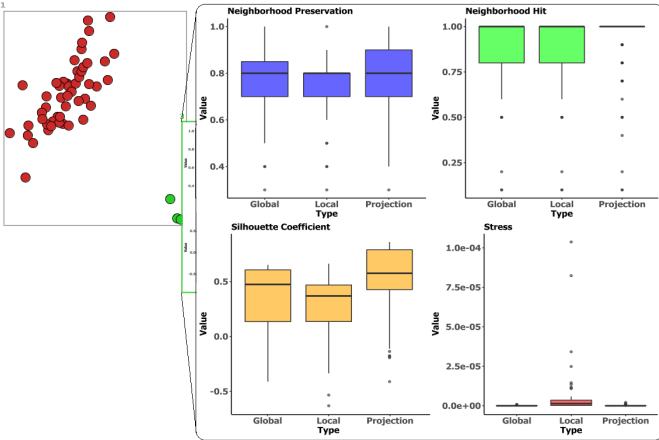 1
Neighborhood Preservation
Value
1.0
0.8
0.6
0.4
Global Local Projection
Type
Neighborhood Hit
Value
1.00
0.75
0.50
0.25
Global Local Projection
Type
Silhouette Coefficient
Value
0.5
0.0
-0.5
Global Local Projection
Type
Stress
Value
1.0e-04
7.5e-05
5.0e-05
2.5e-05
0.0e+00
Global Local Projection
Type
Value
Value